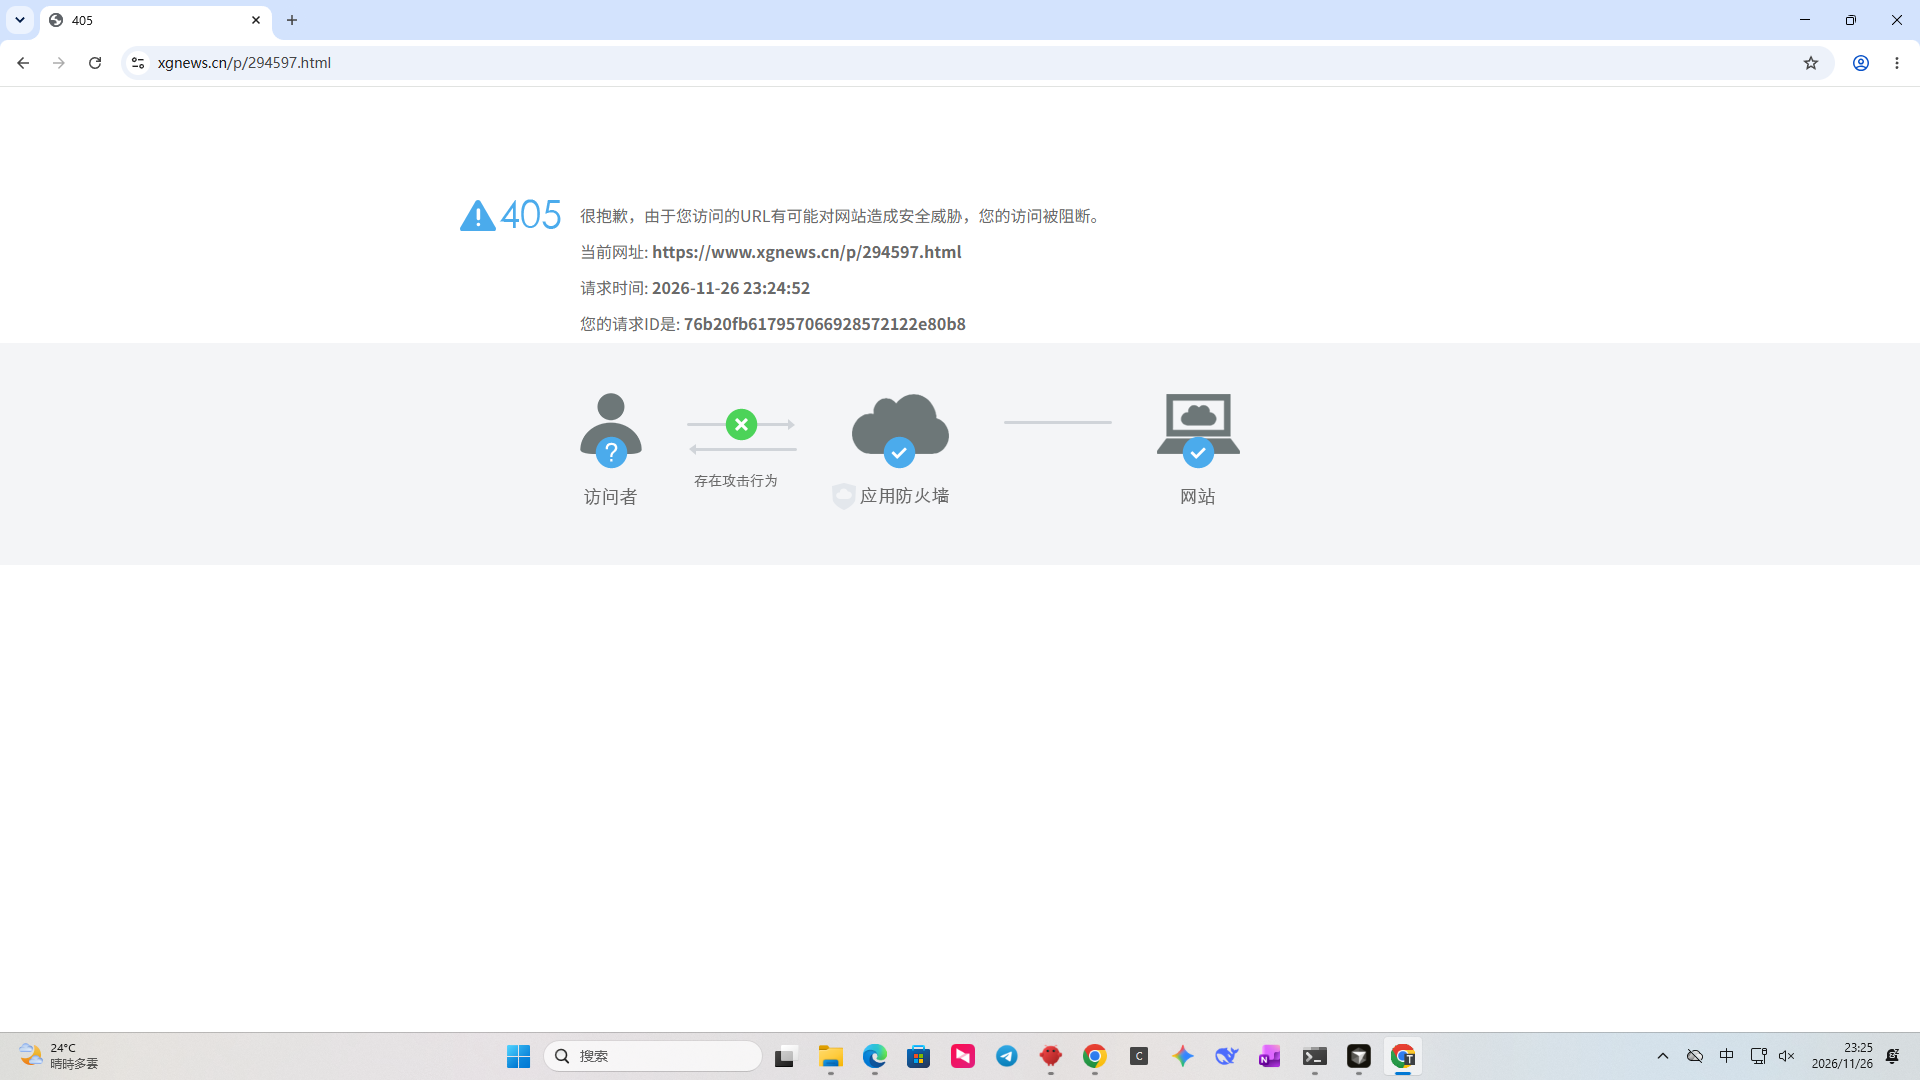 405
xgnews.cn/p/294597.html
405
很抱歉，由于您访问的URL有可能对网站造成安全威胁，您的访问被阻断。
当前网址: https://www.xgnews.cn/p/294597.html
请求时间: 2026-11-26 23:24:52
您的请求ID是: 76b20fb617957066928572122e80b8
存在攻击行为
访问者
应用防火墙
网站
24°C
晴時多雲
搜索
C
N
T
中
23:25
2026/11/26